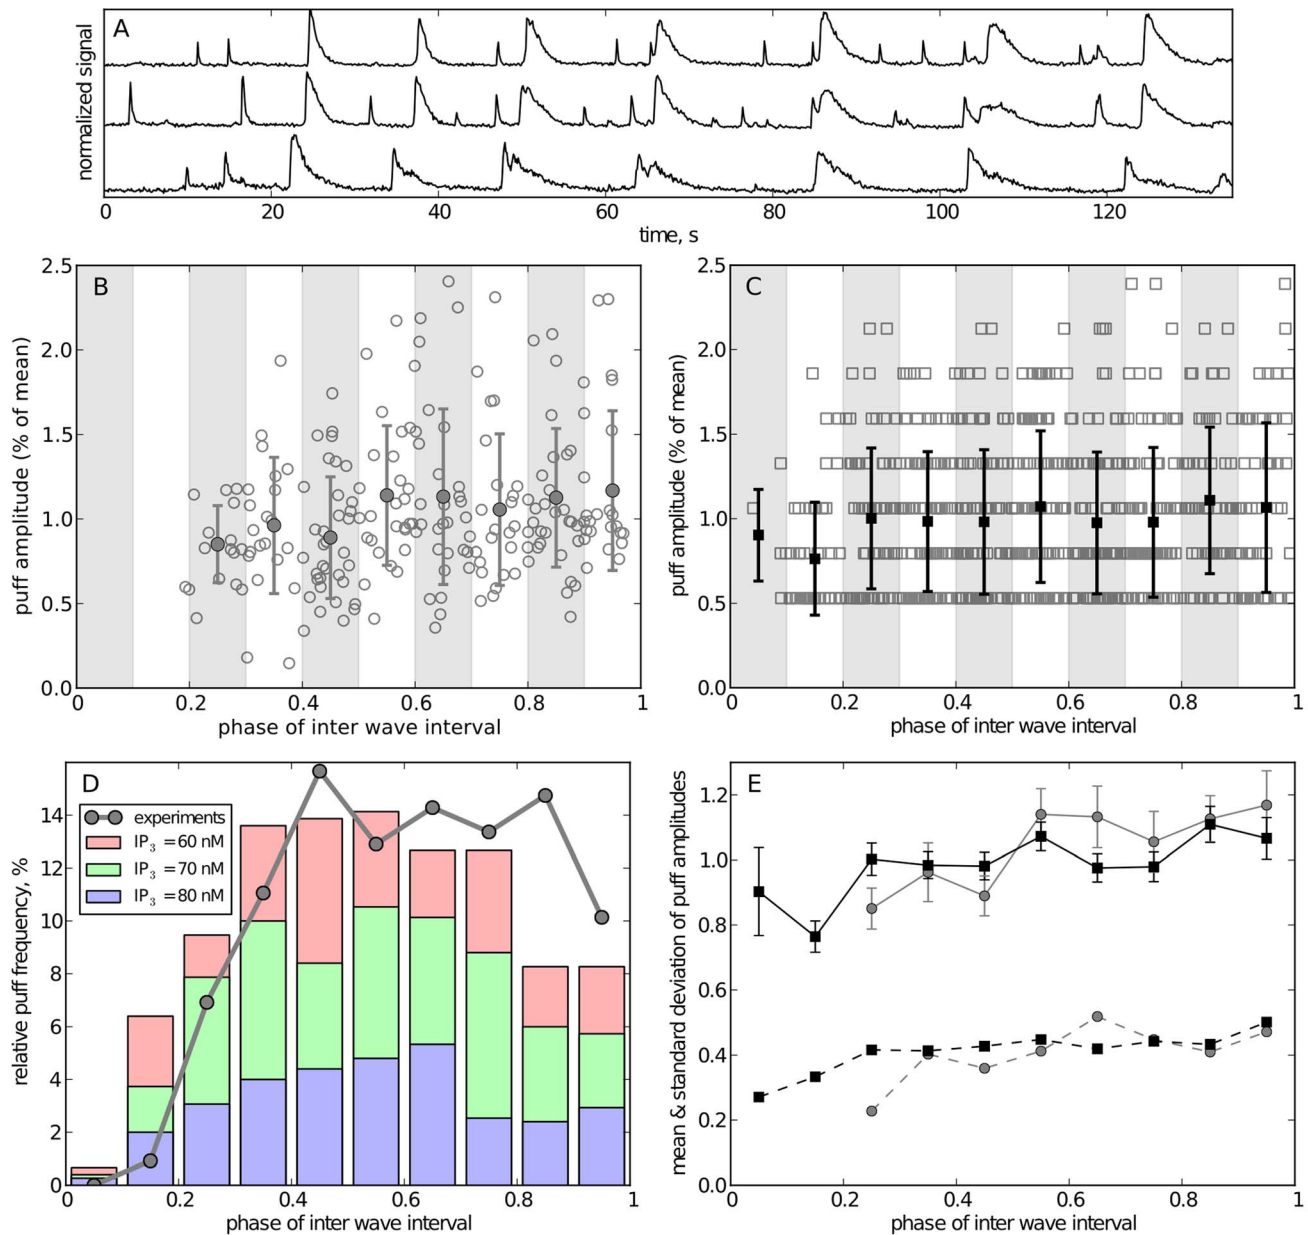 A
normalized signal
0 20 40 60 80 100 120
time, s
B
puff amplitude (% of mean)
2.5
2.0
1.5
1.0
0.5
0.0
0 0.2 0.4 0.6 0.8 1
phase of inter wave interval
C
puff amplitude (% of mean)
2.5
2.0
1.5
1.0
0.5
0.0
0 0.2 0.4 0.6 0.8 1
phase of inter wave interval
D
experiments
IP3 = 60 nM
IP3 = 70 nM
IP3 = 80 nM
relative puff frequency, %
14
12
10
8
6
4
2
0
0 0.2 0.4 0.6 0.8 1
phase of inter wave interval
E
mean & standard deviation of puff amplitudes
1.2
1.0
0.8
0.6
0.4
0.2
0.0
0 0.2 0.4 0.6 0.8 1
phase of inter wave interval